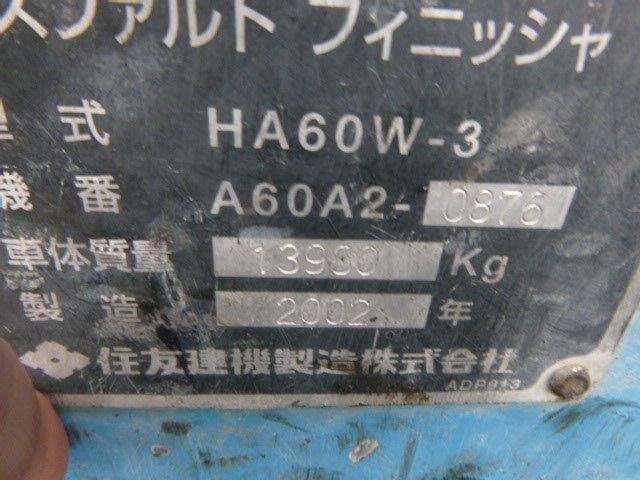 スファルト フィニッシャ
型式 HA60W-3
機番 A60A2-0876
車体質量 13900 Kg
製造 2002 年
住友建機製造株式会社
ADP913